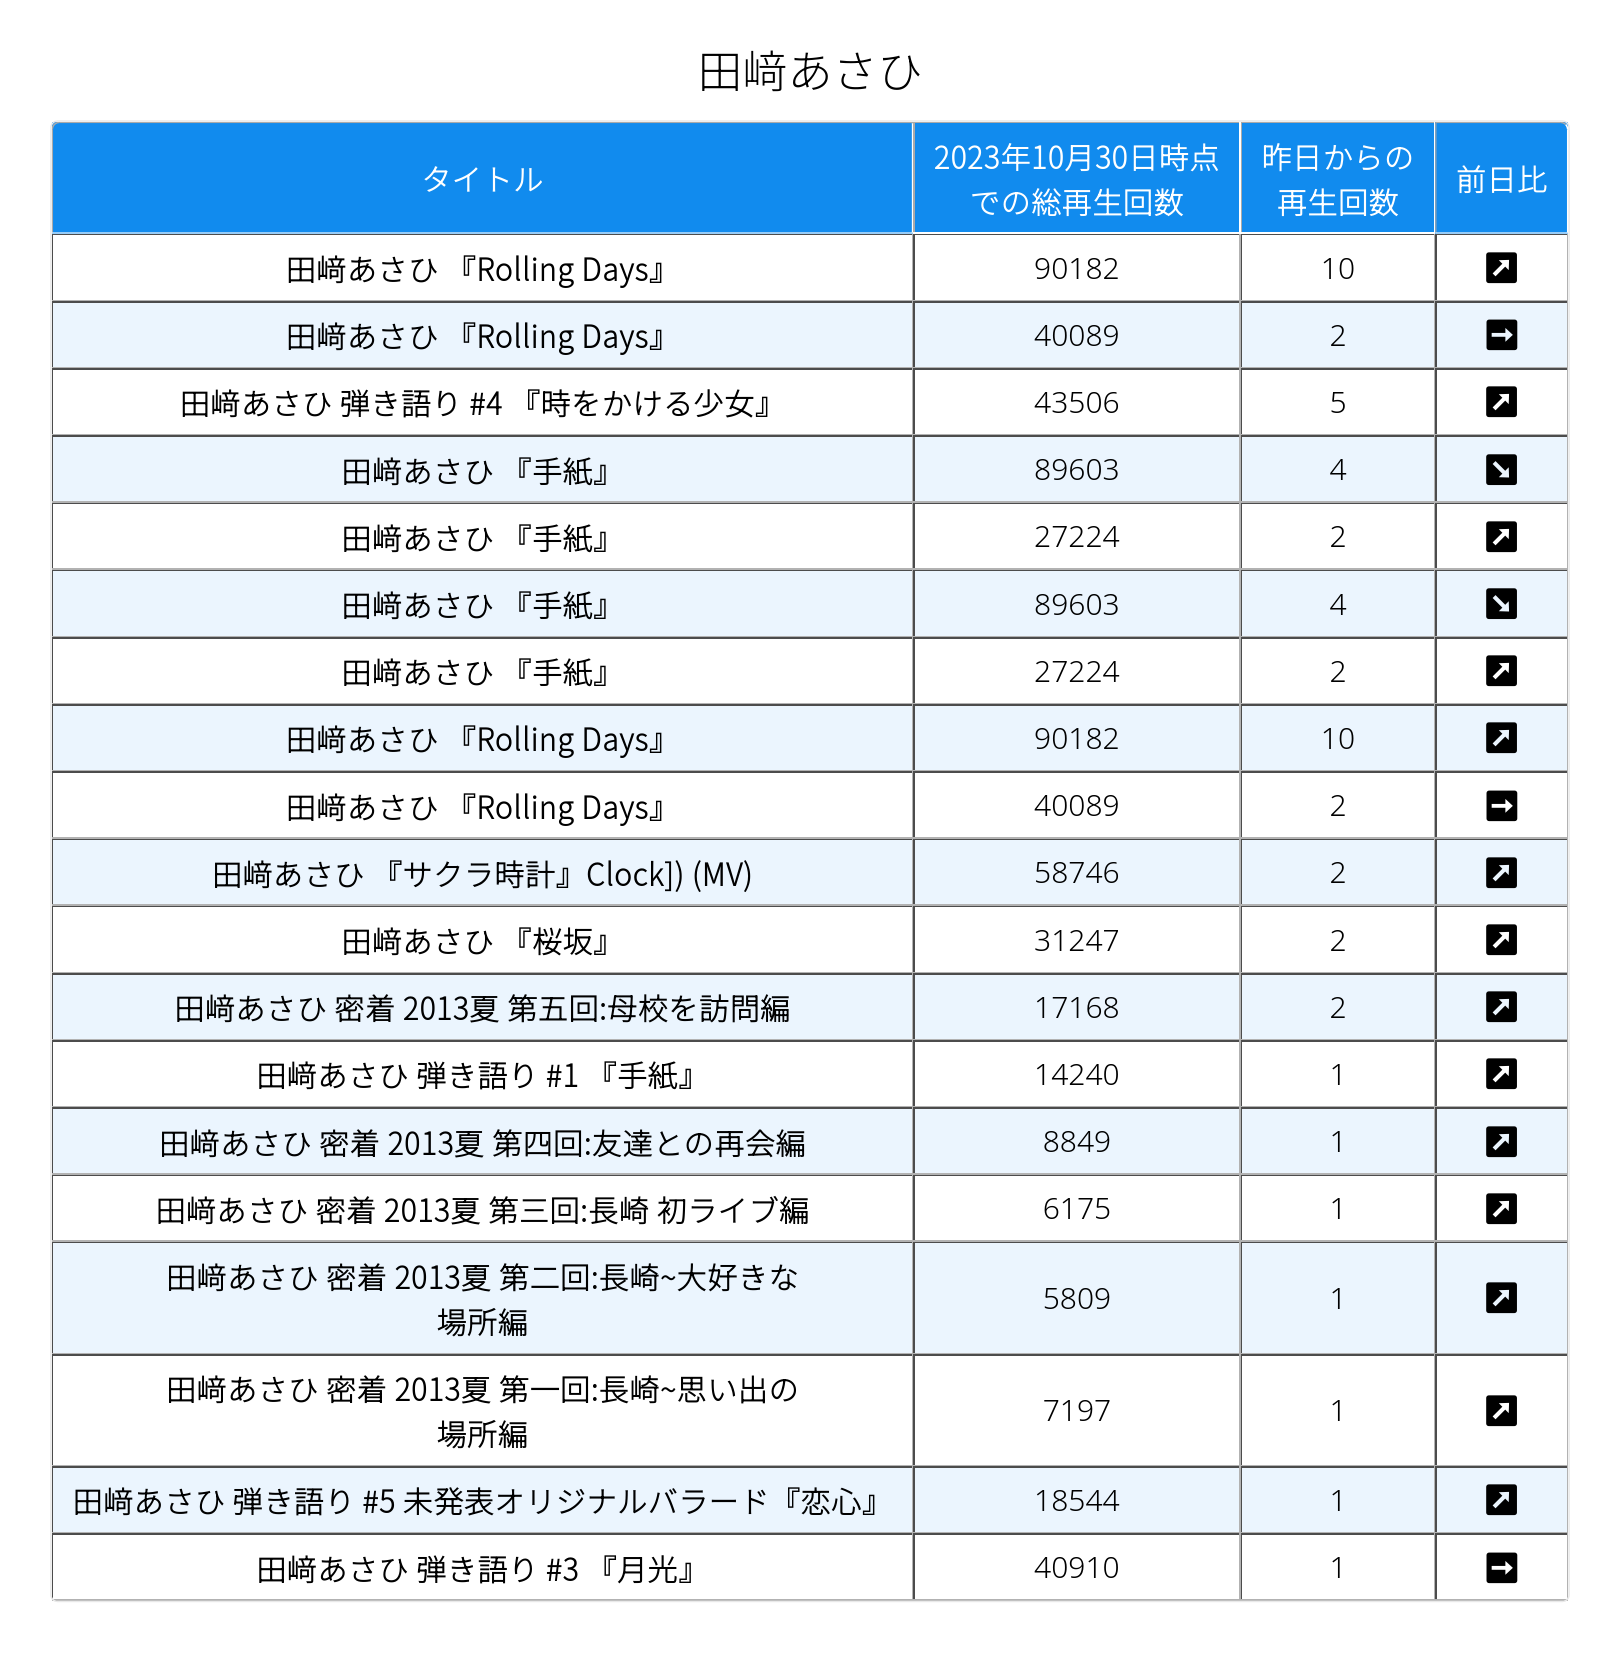 田﨑あさひ
タイトル 2023年10月30日時点 昨日からの 前日比
での総再生回数 再生回数
田﨑あさひ 『Rolling Days』 90182 10 ↗
田﨑あさひ 『Rolling Days』 40089 2 →
田﨑あさひ 弾き語り #4 『時をかける少女』 43506 5 ↗
田﨑あさひ 『手紙』 89603 4 ↘
田﨑あさひ 『手紙』 27224 2 ↗
田﨑あさひ 『手紙』 89603 4 ↘
田﨑あさひ 『手紙』 27224 2 ↗
田﨑あさひ 『Rolling Days』 90182 10 ↗
田﨑あさひ 『Rolling Days』 40089 2 →
田﨑あさひ 『サクラ時計』Clock]) (MV) 58746 2 ↗
田﨑あさひ 『桜坂』 31247 2 ↗
田﨑あさひ 密着 2013夏 第五回:母校を訪問編 17168 2 ↗
田﨑あさひ 弾き語り #1 『手紙』 14240 1 ↗
田﨑あさひ 密着 2013夏 第四回:友達との再会編 8849 1 ↗
田﨑あさひ 密着 2013夏 第三回:長崎 初ライブ編 6175 1 ↗
田﨑あさひ 密着 2013夏 第二回:長崎~大好きな
場所編 5809 1 ↗
田﨑あさひ 密着 2013夏 第一回:長崎~思い出の
場所編 7197 1 ↗
田﨑あさひ 弾き語り #5 未発表オリジナルバラード『恋心』 18544 1 ↗
田﨑あさひ 弾き語り #3 『月光』 40910 1 →